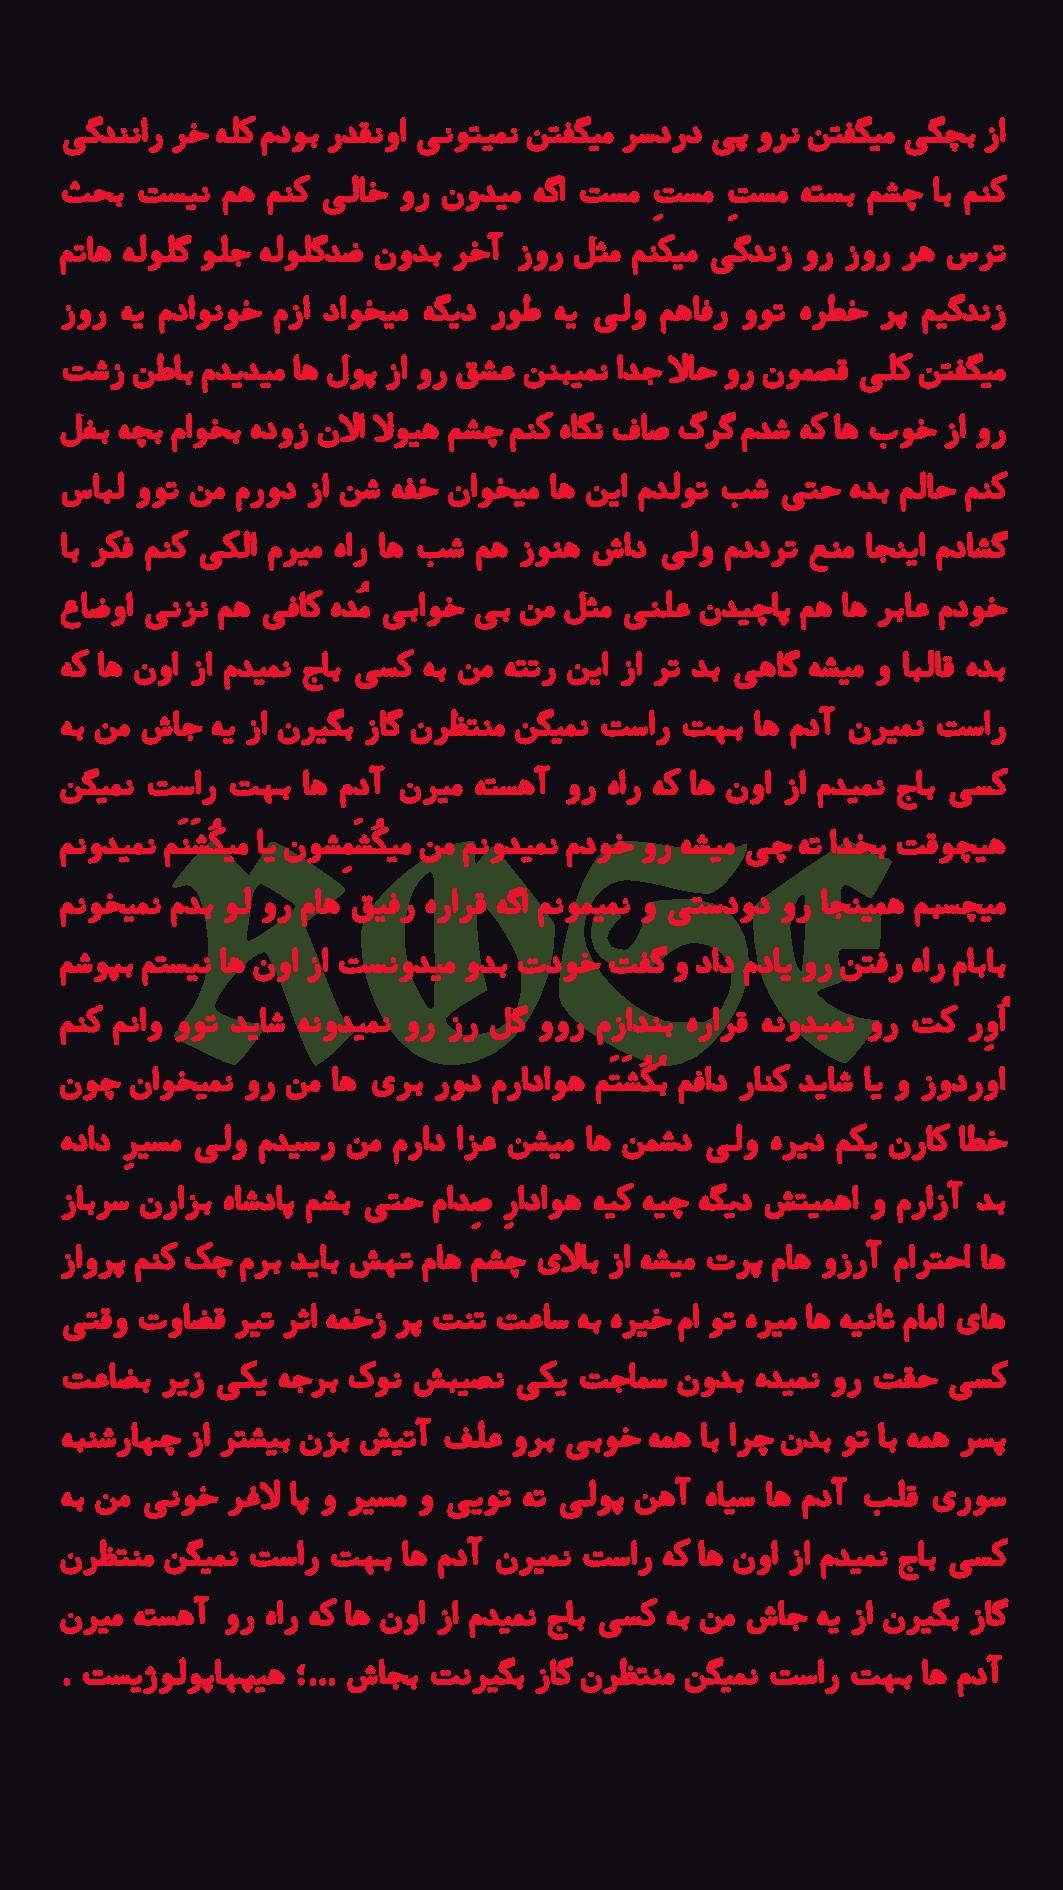 از بچگی میگفتن نرو پی دردسر میگفتن نمیتونی اونقدر بودم کله خر رانندگی
کنم با چشم بسته مستِ مستِ مست اگه میدون رو خالی کنم هم نیست بحث
ترس هر روز رو زندگی میکنم مثل روز آخر بدون ضدگلوله جلو گلوله هاتم
زندگیم پر خطره توو رفاهم ولی یه طور دیگه میخواد ازم خونوادم یه روز
میگفتن کلی قصمون رو حالا جدا نمیبنن عشق رو از پول ها میدیدم باطن زشت
رو از خوب ها که شدم گرگ صاف نگاه کنم چشم هیولا الان زوده بخوام بچه بغل
کنم حالم بده حتی شب تولدم این ها میخوان خفه شن از دورم من توو لباس
گشادم اینجا منع ترددم ولی داش هنوز هم شب ها راه میرم الکی کنم فکر با
خودم عابر ها هم پاچیدن علنی مثل من بی خوابی مُده کافی هم نزنی اوضاع
بده قالبا و میشه گاهی بد تر از این رتته من به کسی باج نمیدم از اون ها که
راست نمیرن آدم ها بهت راست نمیگن منتظرن گاز بگیرن از یه جاش من به
کسی باج نمیدم از اون ها که راه رو آهسته میرن آدم ها بهت راست نمیگن
هیچوقت بخدا ته چی میشه رو خودم نمیدونم من میکُشَمِشون یا میکُشَنَم نمیدونم
میچسبم همینجا رو دودستی و نمیمونم اگه قراره رفیق هام رو لو بدم نمیخونم
بابام راه رفتن رو یادم داد و گفت خودت بدو میدونست از اون ها نیستم بپوشم
اُوِر کت رو نمیدونه قراره بندازم روو گل رز رو نمیدونه شاید توو وانم کنم
اوردوز و یا شاید کنار دافم بکُشَتَم هوادارم دور بری ها من رو نمیخوان چون
خطا کارن یکم دیره ولی دشمن ها میشن عزا دارم من رسیدم ولی مسیرِ داده
بد آزارم و اهمیتش دیگه چیه کیه هوادارِ صِدام حتی بشم پادشاه بزارن سرباز
ها احترام آرزو هام پرت میشه از بالای چشم هام تهش باید برم چک کنم پرواز
های امام ثانیه ها میره تو ام خیره به ساعت تنت پر زخمه اثر تیر قضاوت وقتی
کسی حقت رو نمیده بدون سماجت یکی نصیبش نوک برجه یکی زیر بضاعت
پسر همه با تو بدن چرا با همه خوبی برو علف آتیش بزن بیشتر از چهارشنبه
سوری قلب آدم ها سیاه آهن پولی ته تویی و مسیر و پا لاغر خونی من به
کسی باج نمیدم از اون ها که راست نمیرن آدم ها بهت راست نمیگن منتظرن
گاز بگیرن از یه جاش من به کسی باج نمیدم از اون ها که راه رو آهسته میرن
آدم ها بهت راست نمیگن منتظرن گاز بگیرنت بجاش ...؛ هیپهاپولوژیست .
ROSE